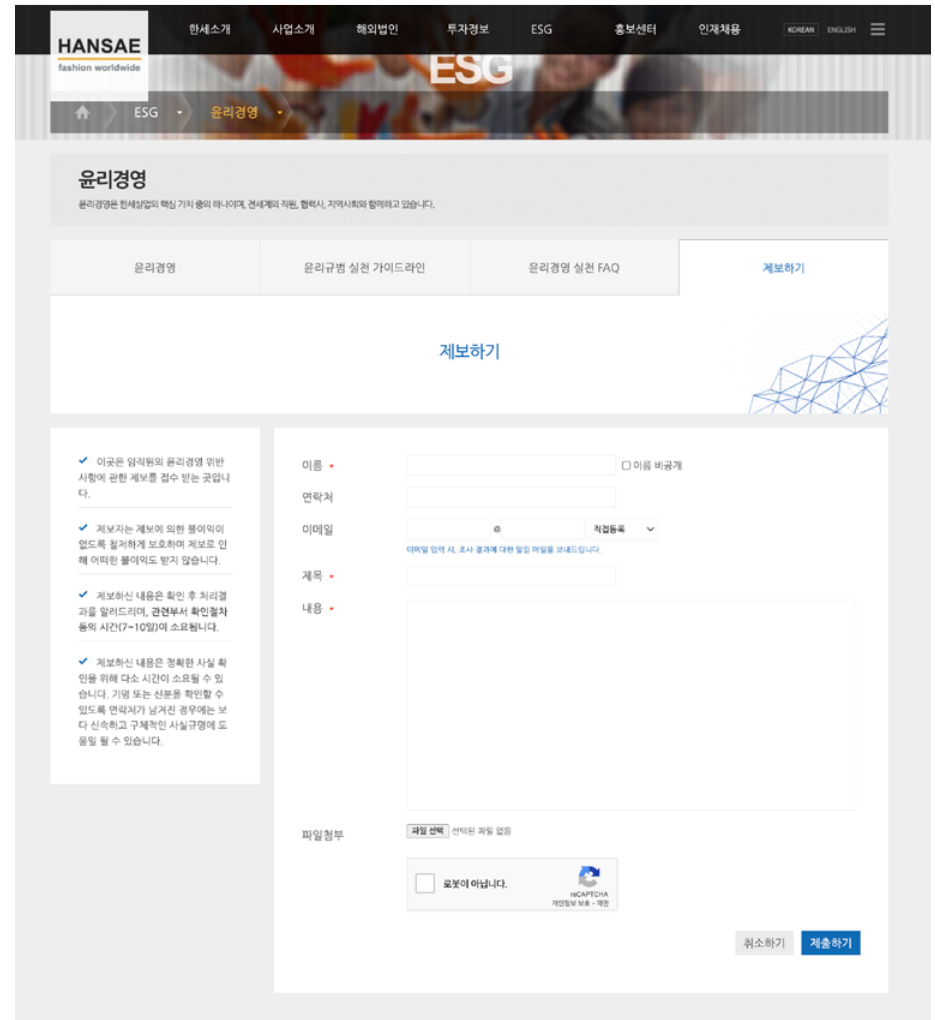 한세소개 사업소개 해외법인 투자정보 ESG 홍보센터 인재채용 KOREAN ENGLISH
HANSAE
fashion worldwide
ESG
ESG 윤리경영
윤리경영
윤리경영은 한세실업의 핵심 가치 중의 하나이며, 전세계의 직원, 협력사, 지역사회와 함께하고 있습니다.
윤리경영 윤리규범 실천 가이드라인 윤리경영 실천 FAQ 제보하기
제보하기
이곳은 임직원의 윤리경영 위반
사항에 관한 제보를 접수 받는 곳입니
다.
제보자는 제보에 의한 불이익이
없도록 철저하게 보호하며 제보로 인
해 어떠한 불이익도 받지 않습니다.
제보하신 내용은 확인 후 처리결
과를 알려드리며, 관련부서 확인절차
등의 시간(7~10일)이 소요됩니다.
제보하신 내용은 정확한 사실 확
인을 위해 다소 시간이 소요될 수 있
습니다. 기명 또는 신분을 확인할 수
있도록 연락처가 남겨진 경우에는 보
다 신속하고 구체적인 사실규명에 도
움일 될 수 있습니다.
이름 * 이름 비공개
연락처
이메일 @ 직접등록
이메일 입력 시, 조사 결과에 대한 알림 메일을 보내드립니다.
제목 *
내용 *
파일첨부 파일 선택 선택된 파일 없음
로봇이 아닙니다.
reCAPTCHA
개인정보 보호 - 약관
취소하기 제출하기